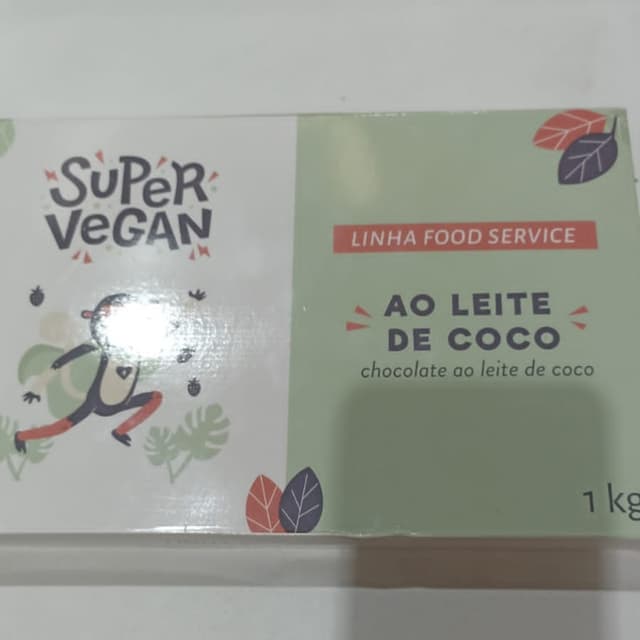 SUPER
VEGAN
LINHA FOOD SERVICE
AO LEITE
DE COCO
chocolate ao leite de coco
1 kg